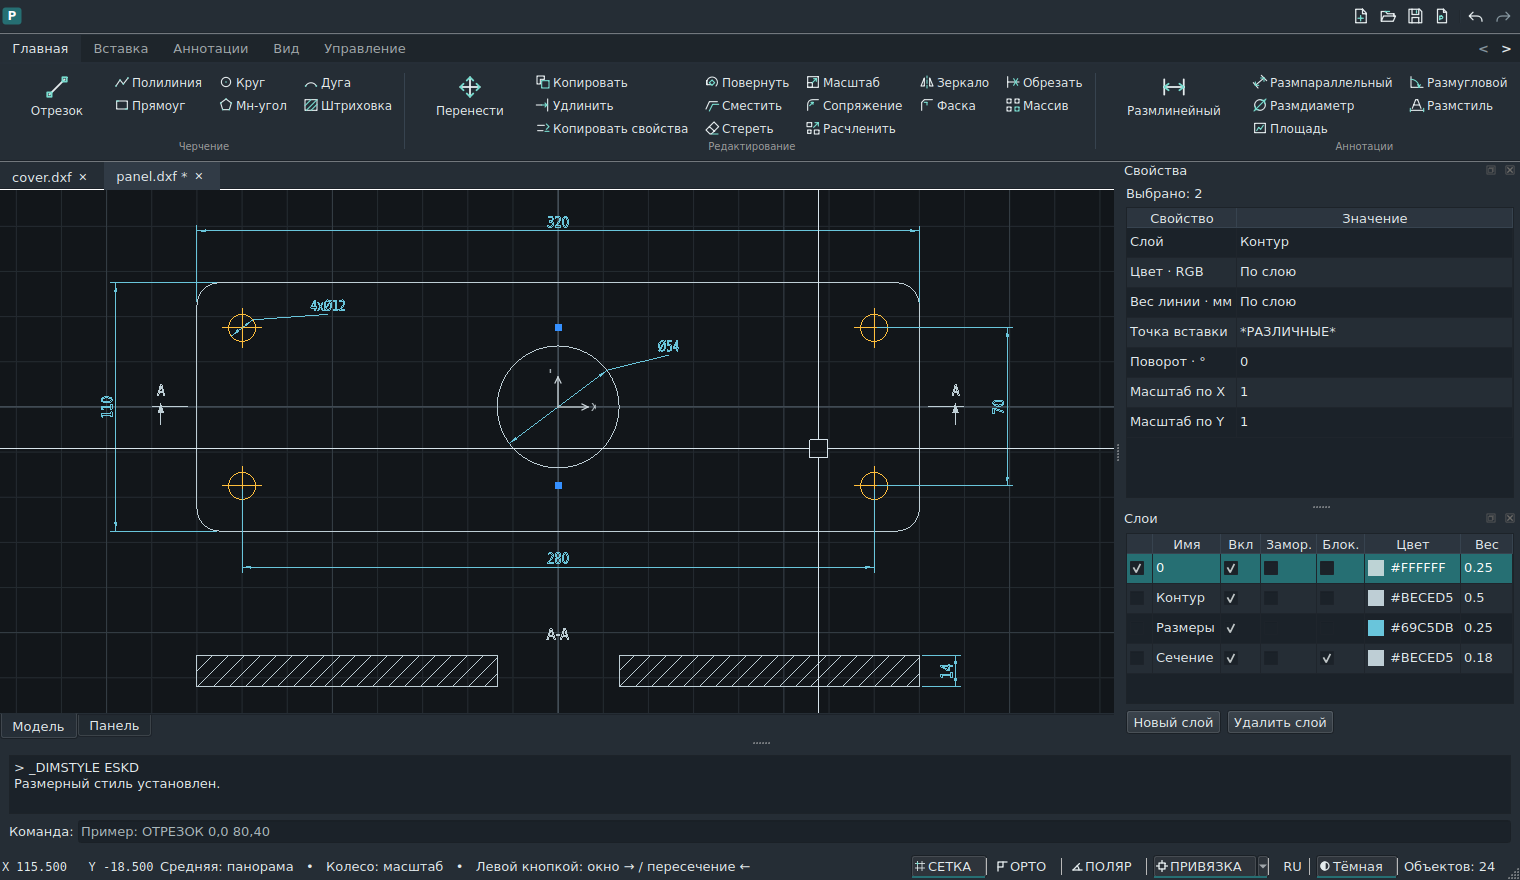 P
Главная Вставка Аннотации Вид Управление < >
Отрезок
Полилиния Круг Дуга
Прямоуг Мн-угол Штриховка
Черчение
Перенести
Копировать Повернуть Масштаб Зеркало Обрезать
Удлинить Сместить Сопряжение Фаска Массив
Копировать свойства Стереть Расчленить
Редактирование
Размлинейный
Размпараллельный Размугловой
Размдиаметр Размстиль
Площадь
Аннотации
cover.dxf × panel.dxf * ×
320
4xØ12
Ø54
110
A A
70
X
280
A-A
14
Модель Панель
Свойства
Выбрано: 2
Свойство Значение
Слой Контур
Цвет · RGB По слою
Вес линии · мм По слою
Точка вставки *РАЗЛИЧНЫЕ*
Поворот · ° 0
Масштаб по X 1
Масштаб по Y 1
Слои
Имя Вкл Замор. Блок. Цвет Вес
0 #FFFFFF 0.25
Контур #BECED5 0.5
Размеры #69C5DB 0.25
Сечение #BECED5 0.18
Новый слой Удалить слой
> _DIMSTYLE ESKD
Размерный стиль установлен.
Команда: Пример: ОТРЕЗОК 0,0 80,40
X 115.500 Y -18.500 Средняя: панорама • Колесо: масштаб • Левой кнопкой: окно → / пересечение ← СЕТКА ОРТО ПОЛЯР ПРИВЯЗКА RU Тёмная Объектов: 24